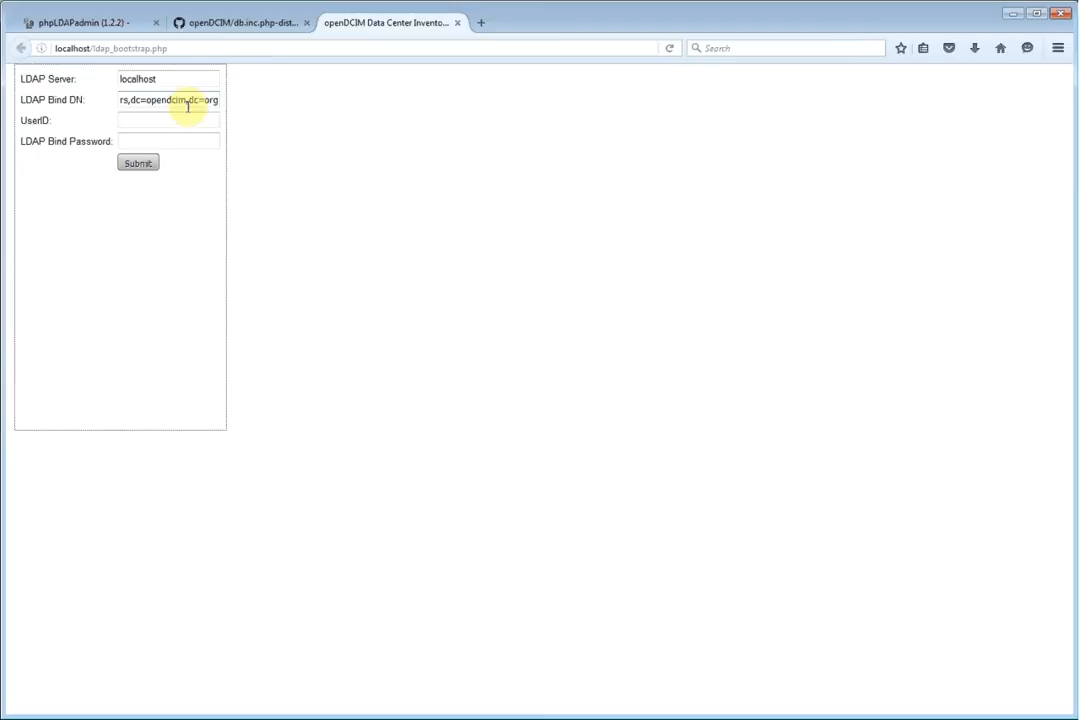 phpLDAPadmin (1.2.2) -
openDCIM/db.inc.php-dist...
openDCIM Data Center Invento...
localhost/ldap_bootstrap.php
Search
LDAP Server: localhost
LDAP Bind DN: rs,dc=opendcim,dc=org
UserID:
LDAP Bind Password:
Submit